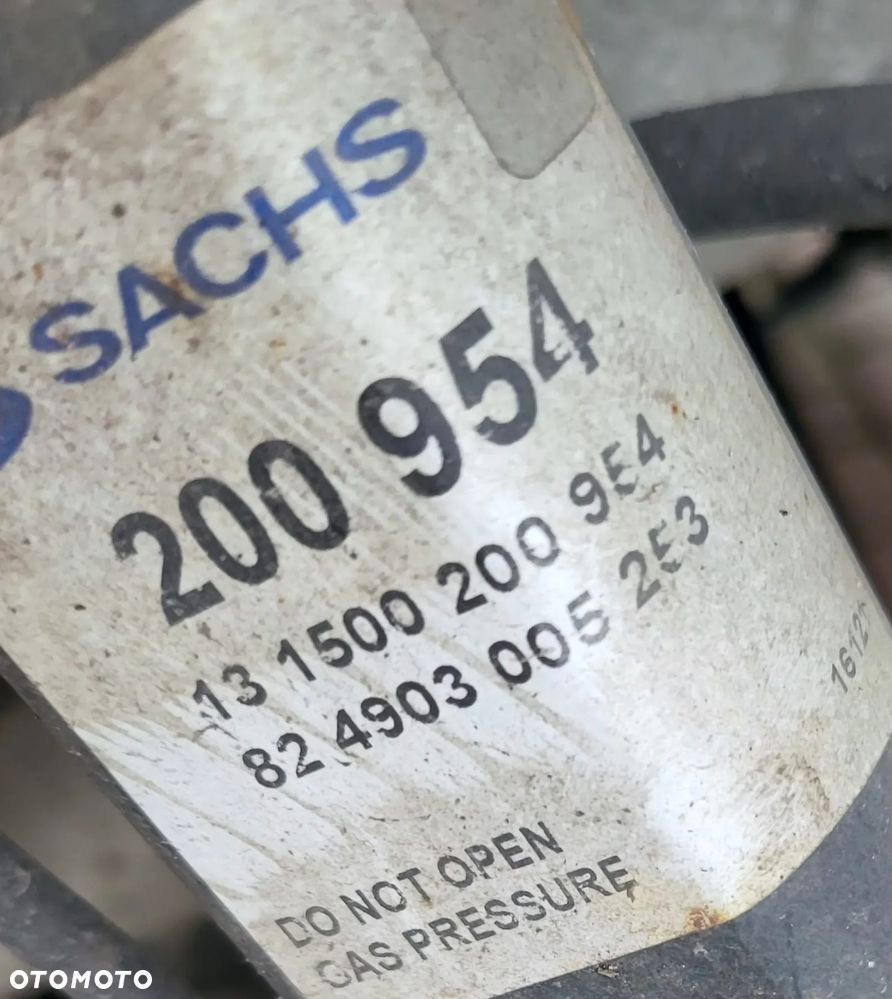 SACHS
200 954
13 1500 200 954
82 4903 005 253
DO NOT OPEN
GAS PRESSURE
OTOMOTO